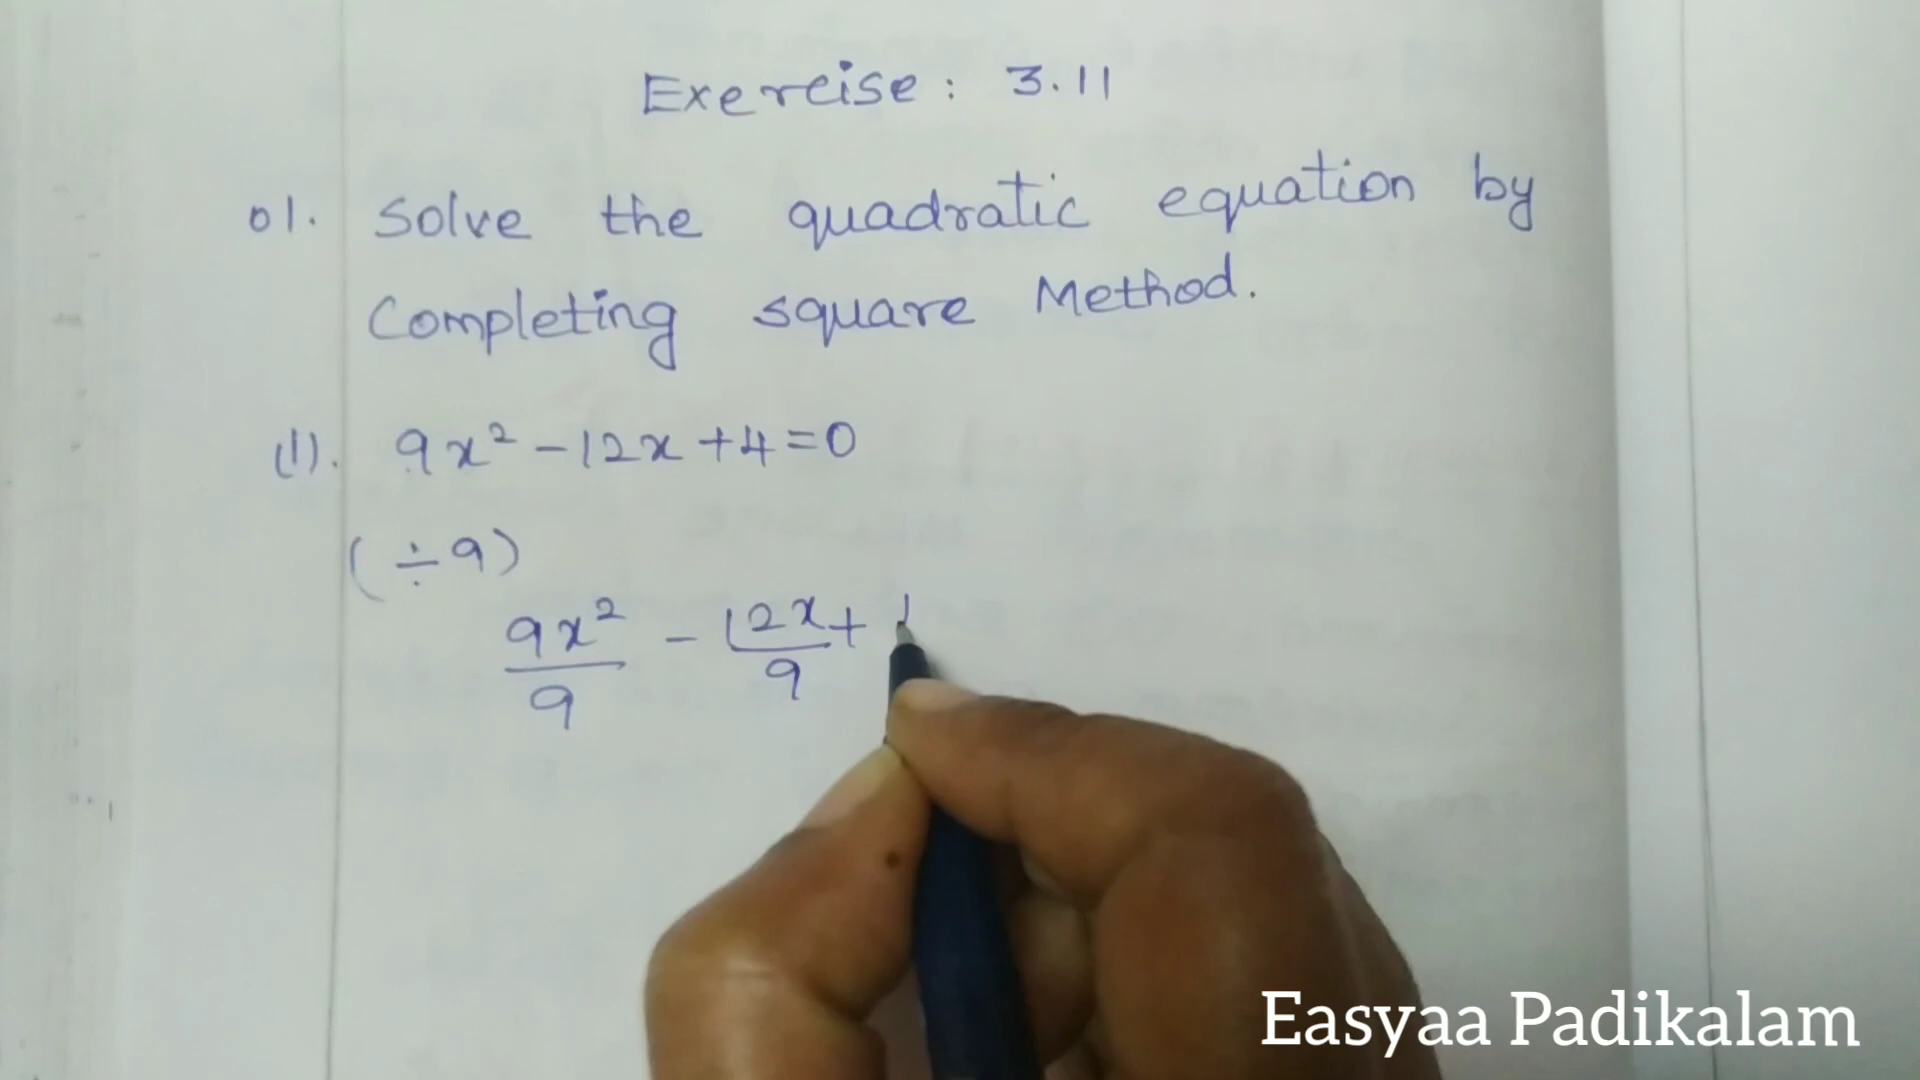 Exercise: 3.11
01. Solve the quadratic equation by
Completing square Method.
(1). 9x² - 12x + 4 = 0
(÷9)
9x²/9 - 12x/9 +
Easyaa Padikalam